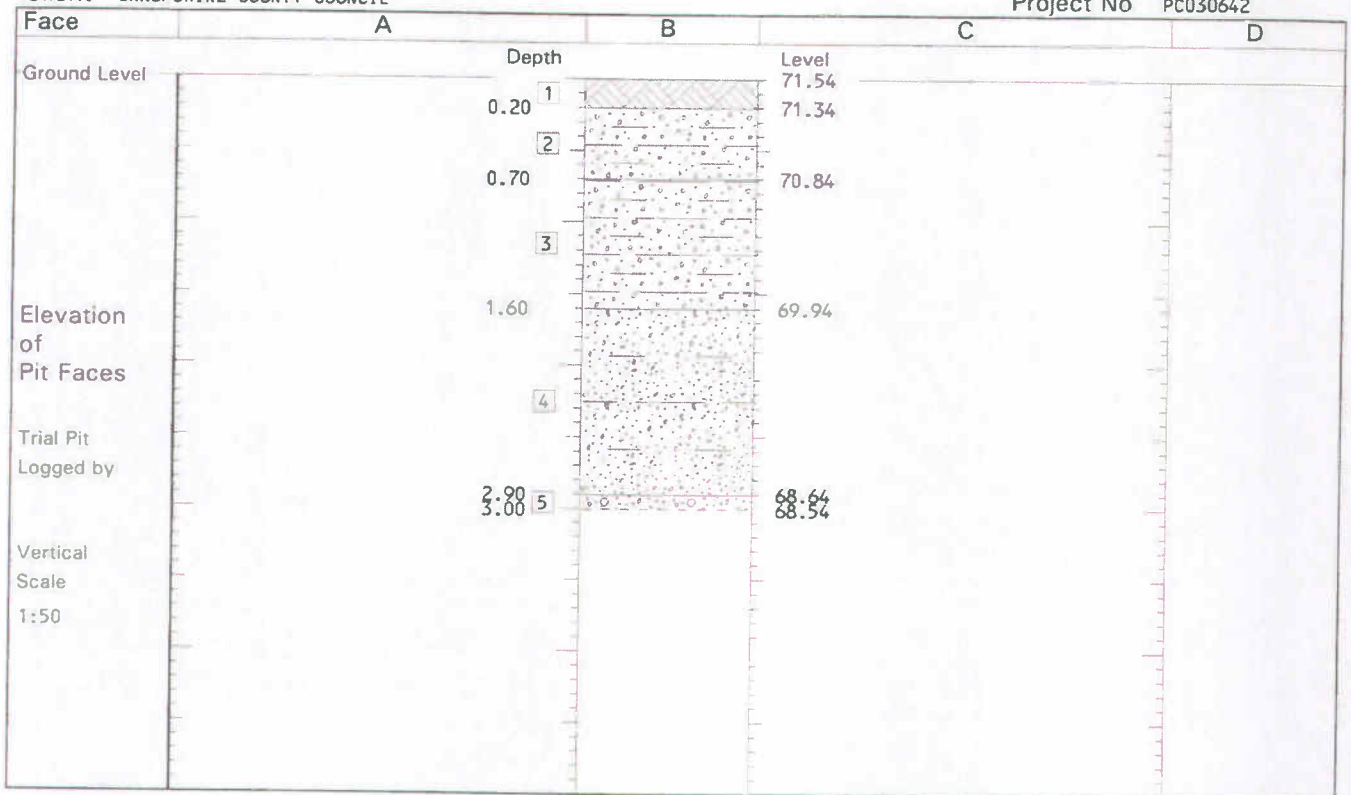 COUNTY COUNCIL
Project No PC030642
Face A B C D
Depth Level
Ground Level 71.54
1
0.20 71.34
2
0.70 70.84
3
Elevation
of
Pit Faces
1.60 69.94
4
Trial Pit
Logged by
2.90 68.64
3.00 5 68.54
Vertical
Scale
1:50